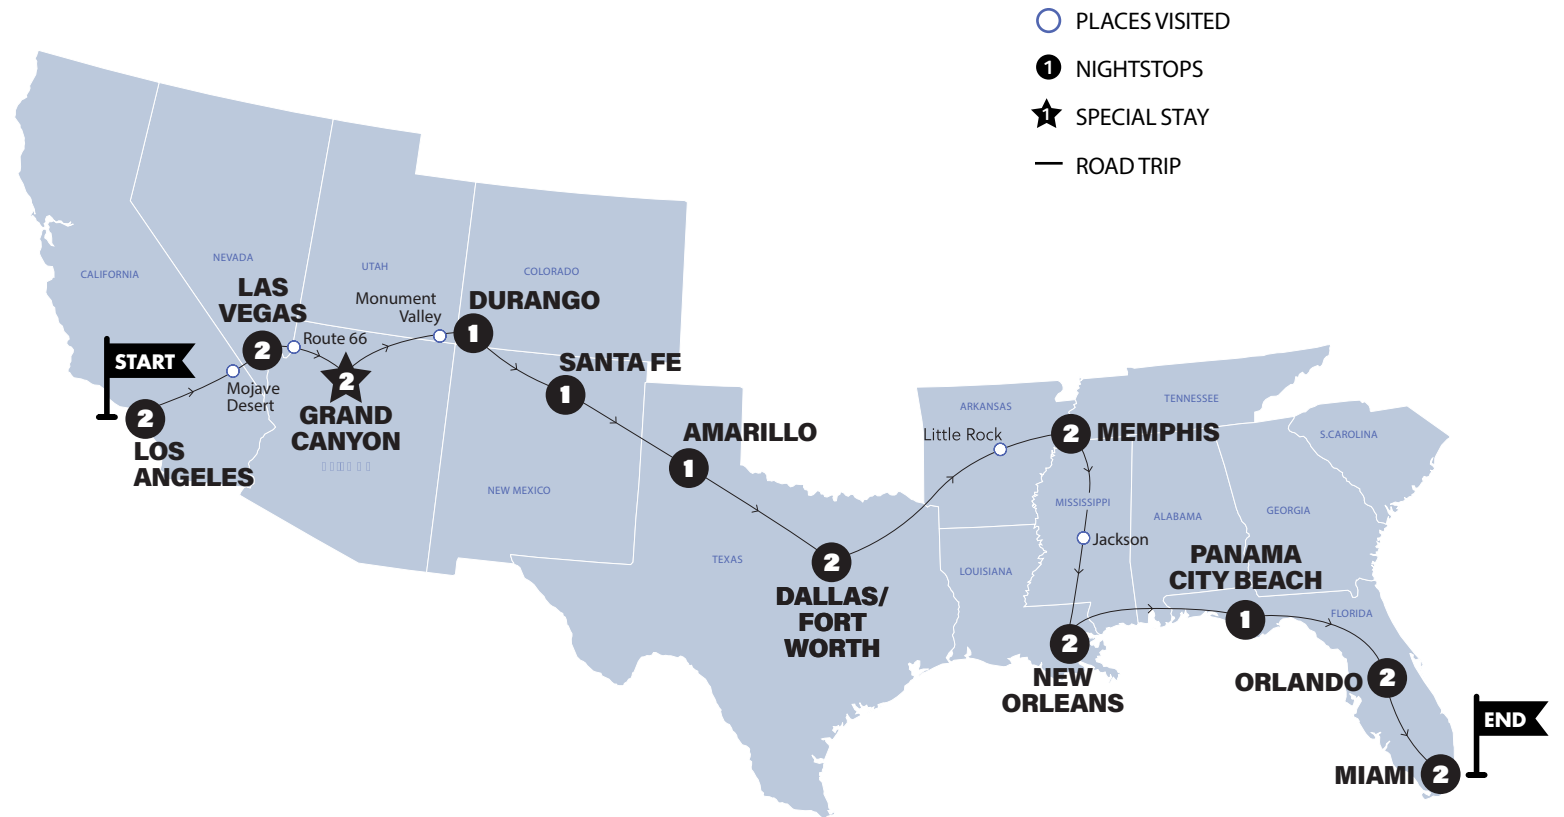 PLACES VISITED
1 NIGHTSTOPS
1 SPECIAL STAY
ROAD TRIP
CALIFORNIA
NEVADA
UTAH
COLORADO
LAS
VEGAS
2
Monument
Valley
DURANGO
1
Route 66
START
Mojave
Desert
2
LOS
ANGELES
2
GRAND
CANYON
SANTA FE
1
NEW MEXICO
AMARILLO
1
TEXAS
2
DALLAS/
FORT
WORTH
ARKANSAS
Little Rock
TENNESSEE
2 MEMPHIS
S.CAROLINA
MISSISSIPPI
ALABAMA
GEORGIA
Jackson
LOUISIANA
PANAMA
CITY BEACH
1
FLORIDA
2
NEW
ORLEANS
ORLANDO 2
END
MIAMI 2